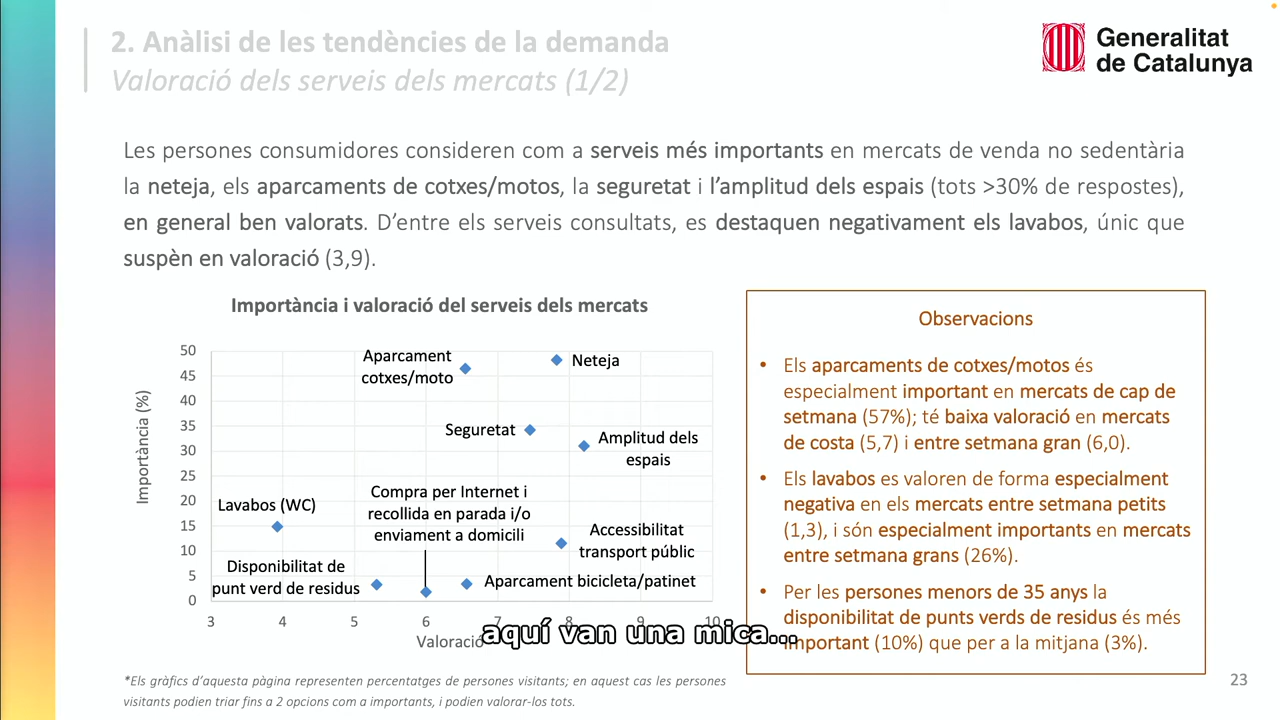 2. Anàlisi de les tendències de la demanda
Valoració dels serveis dels mercats (1/2)
Generalitat
de Catalunya
Les persones consumidores consideren com a serveis més importants en mercats de venda no sedentària
la neteja, els aparcaments de cotxes/motos, la seguretat i l'amplitud dels espais (tots >30% de respostes),
en general ben valorats. D'entre els serveis consultats, es destaquen negativament els lavabos, únic que
suspèn en valoració (3,9).
Importància i valoració del serveis dels mercats
Importància (%)
50
45
40
35
30
25
20
15
10
5
0
Aparcament
cotxes/moto
Neteja
Seguretat
Amplitud dels
espais
Lavabos (WC)
Compra per Internet i
recollida en parada i/o
enviament a domicili
Accessibilitat
transport públic
Disponibilitat de
punt verd de residus
Aparcament bicicleta/patinet
3 4 5 6 7 8 9 10
Valoració
aquí van una mica...
Observacions
• Els aparcaments de cotxes/motos és
especialment important en mercats de cap de
setmana (57%); té baixa valoració en mercats
de costa (5,7) i entre setmana gran (6,0).
• Els lavabos es valoren de forma especialment
negativa en els mercats entre setmana petits
(1,3), i són especialment importants en mercats
entre setmana grans (26%).
• Per les persones menors de 35 anys la
disponibilitat de punts verds de residus és més
important (10%) que per a la mitjana (3%).
*Els gràfics d'aquesta pàgina representen percentatges de persones visitants; en aquest cas les persones
visitants podien triar fins a 2 opcions com a importants, i podien valorar-los tots.
23